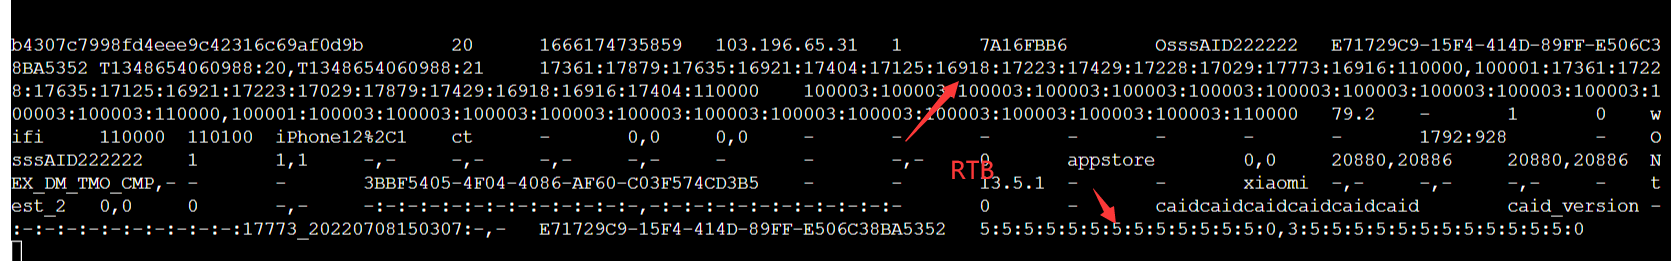 b4307c7998fd4eee9c42316c69af0d9b 20 1666174735859 103.196.65.31 1 7A16FBB6 OsssAID222222 E71729C9-15F4-414D-89FF-E506C3
8BA5352 T1348654060988:20,T1348654060988:21 17361:17879:17635:16921:17404:17125:16918:17223:17429:17228:17029:17773:16916:110000,100001:17361:1722
8:17635:17125:16921:17223:17029:17879:17429:16918:16916:17404:110000 100003:100003:100003:100003:100003:100003:100003:100003:100003:1
00003:100003:110000,100001:100003:100003:100003:100003:100003:100003:100003:100003:100003:100003:110000 79.2 - 1 0 w
ifi 110000 110100 iPhone12%2C1 ct - 0,0 0,0 - - - - - 1792:928 - O
sssAID222222 1 1,1 -,- -,- -,- -,- - -,- 0 appstore 0,0 20880,20886 20880,20886 N
EX_DM_TMO_CMP,- - - 3BBF5405-4F04-4086-AF60-C03F574CD3B5 - - 13.5.1 - - xiaomi -,- -,- -,- - t
RTB
est_2 0,0 0 -,- -:-:-:-:-:-:-:-:-:-:-:-:-,-:-:-:-:-:-:-:-:-:-:-:- 0 - caidcaidcaidcaidcaidcaid caid_version -
:-:-:-:-:-:-:-:-:-:-:17773_20220708150307:-,- E71729C9-15F4-414D-89FF-E506C38BA5352 5:5:5:5:5:5:5:5:5:5:5:5:5:0,3:5:5:5:5:5:5:5:5:5:5:5:5:0